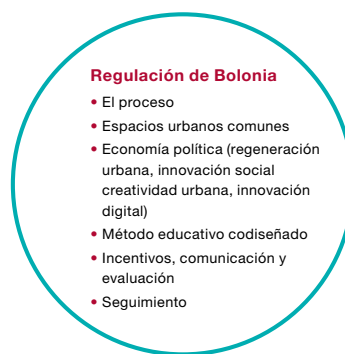 Regulación de Bolonia
• El proceso
• Espacios urbanos comunes
• Economía política (regeneración
urbana, innovación social
creatividad urbana, innovación
digital)
• Método educativo codiseñado
• Incentivos, comunicación y
evaluación
• Seguimiento